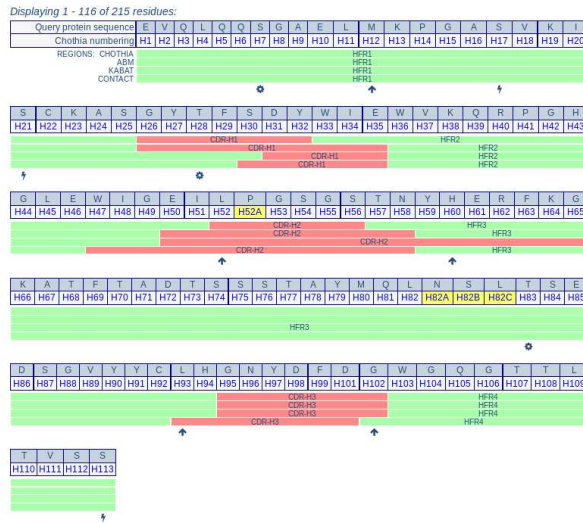 Displaying 1 - 116 of 215 residues:
Query protein sequence E V Q L Q Q S G A E L M K P G A S V K I
Chothia numbering H1 H2 H3 H4 H5 H6 H7 H8 H9 H10 H11 H12 H13 H14 H15 H16 H17 H18 H19 H20
REGIONS: CHOTHIA HFR1
ABM HFR1
KABAT HFR1
CONTACT HFR1
S C K A S G Y T F S D Y W I E W V K Q R P G H
H21 H22 H23 H24 H25 H26 H27 H28 H29 H30 H31 H32 H33 H34 H35 H36 H37 H38 H39 H40 H41 H42 H43
CDR-H1 HFR2
CDR-H1 HFR2
CDR-H1 HFR2
CDR-H1 HFR2
G L E W I G E I L P G S G S T N Y H E R F K G
H44 H45 H46 H47 H48 H49 H50 H51 H52 H52A H53 H54 H55 H56 H57 H58 H59 H60 H61 H62 H63 H64 H65
CDR-H2 HFR3
CDR-H2 HFR3
CDR-H2
CDR-H2 HFR3
K A T F T A D T S S S T A Y M Q L N S L T S E
H66 H67 H68 H69 H70 H71 H72 H73 H74 H75 H76 H77 H78 H79 H80 H81 H82 H82A H82B H82C H83 H84 H85
HFR3
D S G V Y Y C L H G N Y D F D G W G Q G T T L
H86 H87 H88 H89 H90 H91 H92 H93 H94 H95 H96 H97 H98 H99 H101 H102 H103 H104 H105 H106 H107 H108 H109
CDR-H3 HFR4
CDR-H3 HFR4
CDR-H3 HFR4
CDR-H3 HFR4
T V S S
H110 H111 H112 H113